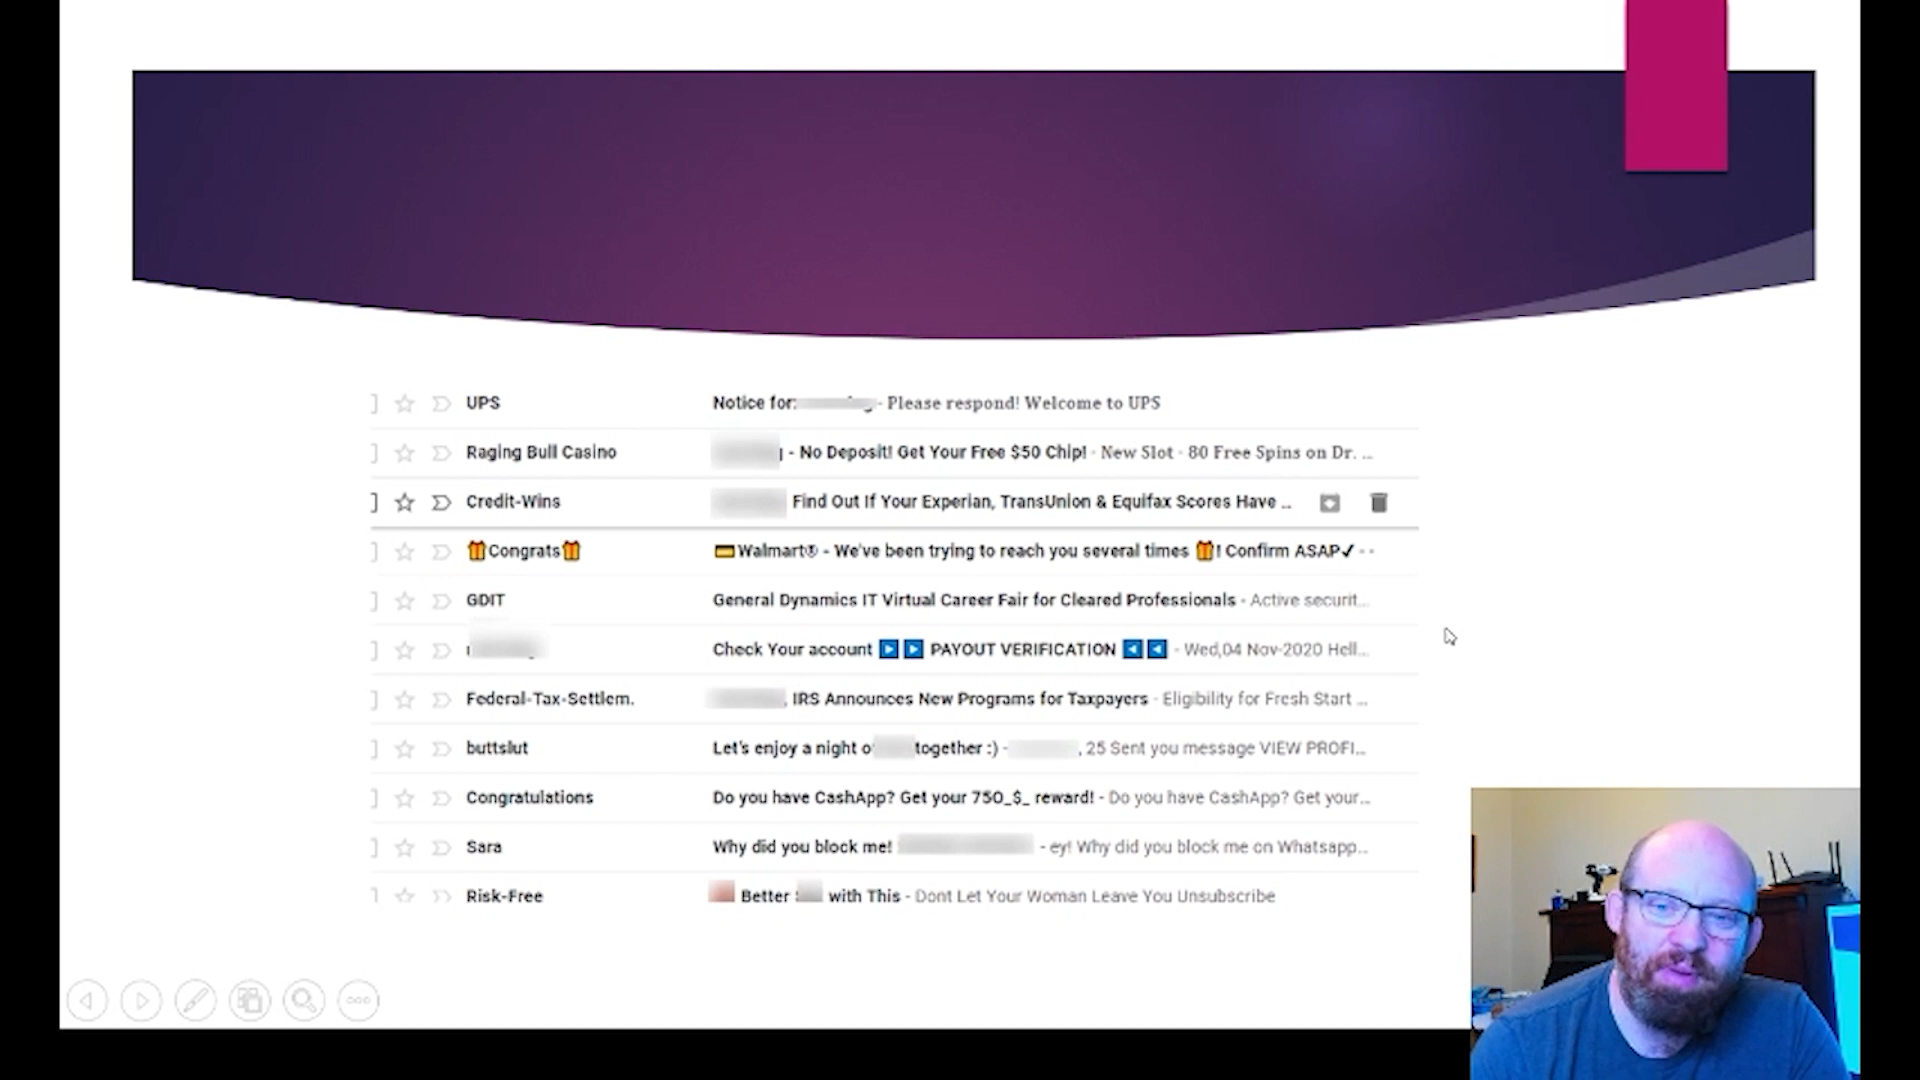 UPS Notice for: - Please respond! Welcome to UPS
Raging Bull Casino - No Deposit! Get Your Free $50 Chip! - New Slot - 80 Free Spins on Dr. ...
Credit-Wins Find Out If Your Experian, TransUnion & Equifax Scores Have ...
🎁Congrats🎁 💳Walmart® - We've been trying to reach you several times 🎁! Confirm ASAP✔ - -
GDIT General Dynamics IT Virtual Career Fair for Cleared Professionals - Active securit...
Check Your account ▶️▶️ PAYOUT VERIFICATION ◀️◀️ - Wed,04 Nov-2020 Hell...
Federal-Tax-Settlem. , IRS Announces New Programs for Taxpayers - Eligibility for Fresh Start ...
buttslut Let's enjoy a night o together :) - , 25 Sent you message VIEW PROFI...
Congratulations Do you have CashApp? Get your 750_$_ reward! - Do you have CashApp? Get your...
Sara Why did you block me! - ey! Why did you block me on Whatsapp...
Risk-Free Better with This - Dont Let Your Woman Leave You Unsubscribe